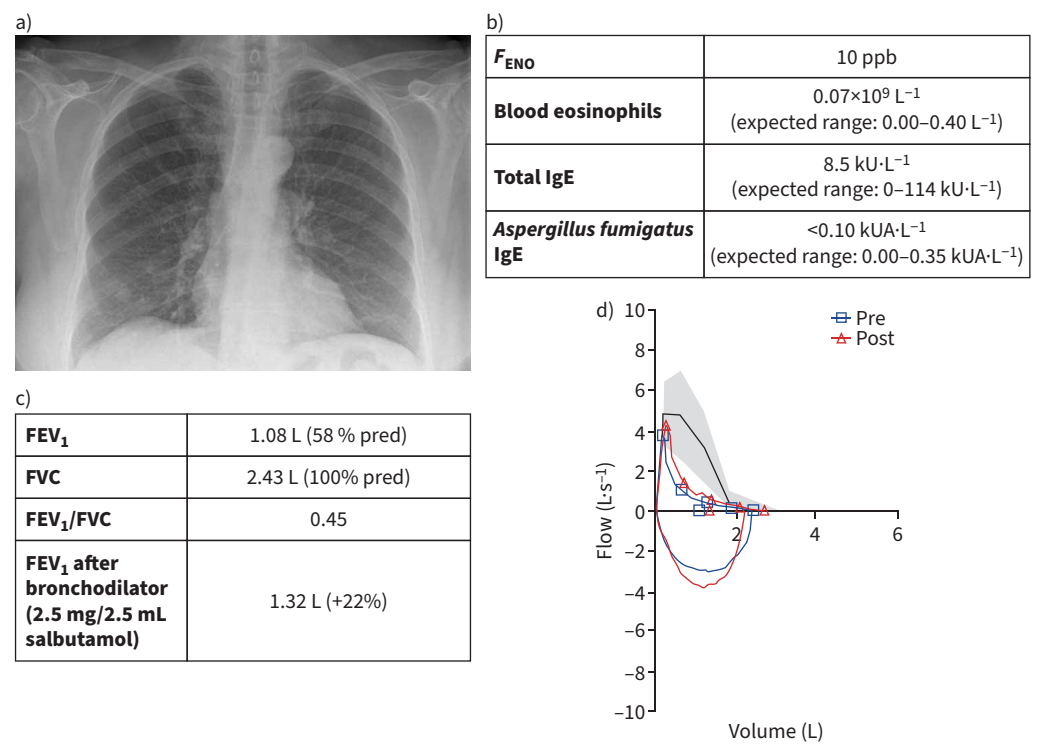 a)
b)
FENO
10 ppb
Blood eosinophils
0.07×10⁹ L⁻¹
(expected range: 0.00–0.40 L⁻¹)
Total IgE
8.5 kU·L⁻¹
(expected range: 0–114 kU·L⁻¹)
Aspergillus fumigatus
IgE
<0.10 kUA·L⁻¹
(expected range: 0.00–0.35 kUA·L⁻¹)
c)
FEV₁
1.08 L (58 % pred)
FVC
2.43 L (100% pred)
FEV₁/FVC
0.45
FEV₁ after
bronchodilator
(2.5 mg/2.5 mL
salbutamol)
1.32 L (+22%)
d)
Pre
Post
10
8
6
4
2
0
−2
−4
−6
−8
−10
Flow (L·s⁻¹)
2
4
6
Volume (L)